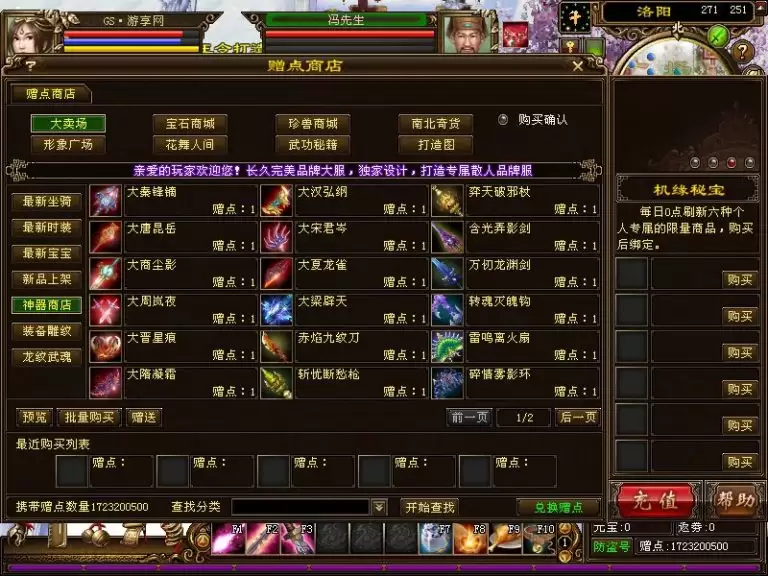 GS·游享网
冯先生
洛阳 271 251
北
赠点商店
赠点商店
大卖场 宝石商城 珍兽商城 南北奇货 购买确认
形象广场 花舞人间 武功秘籍 打造图
亲爱的玩家欢迎您！长久完美品牌大服，独家设计，打造专属散人品牌服
最新坐骑
最新时装
最新宝宝
新品上架
神器商店
装备雕纹
龙纹武魂
大秦锋镝 赠点：1 大汉弘纲 赠点：1 弈天破邪杖 赠点：1
大唐昆岳 赠点：1 大宋君岑 赠点：1 含光弄影剑 赠点：1
大商尘影 赠点：1 大夏龙雀 赠点：1 万仞龙渊剑 赠点：1
大周岚夜 赠点：1 大梁辟天 赠点：1 转魂灭魄钩 赠点：1
大晋星痕 赠点：1 赤焰九纹刀 赠点：1 雷鸣离火扇 赠点：1
大隋凝霜 赠点：1 斩忧断愁枪 赠点：1 碎情雾影环 赠点：1
预览 批量购买 赠送 前一页 1/2 后一页
最近购买列表
赠点： 赠点： 赠点： 赠点： 赠点：
携带赠点数量1723200500 查找分类 开始查找 兑换赠点
机缘秘宝
每日0点刷新六种个
人专属的限量商品，购买
后绑定。
购买
购买
购买
购买
购买
购买
充值 帮助
F1 F2 F3 F7 F8 F9 F10 1
元宝:0
防盗号 赠点:1723200500